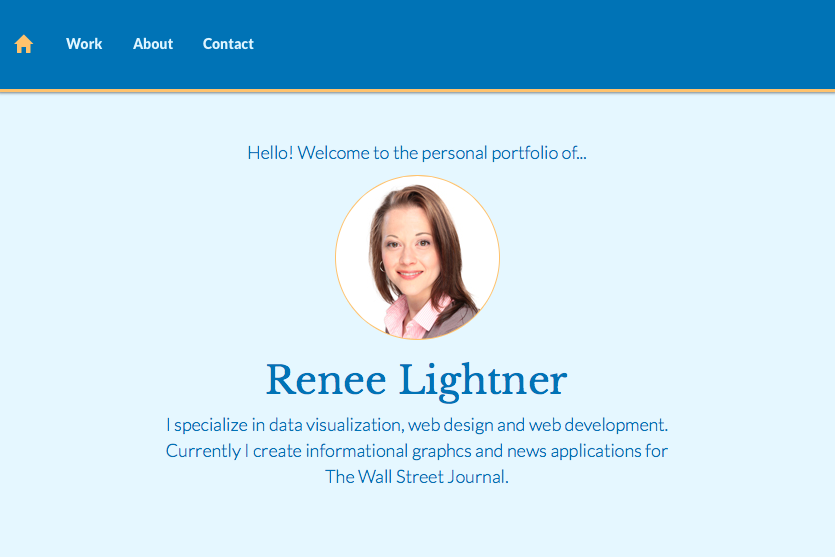 Work About Contact
Hello! Welcome to the personal portfolio of...
Renee Lightner
I specialize in data visualization, web design and web development.
Currently I create informational graphcs and news applications for
The Wall Street Journal.